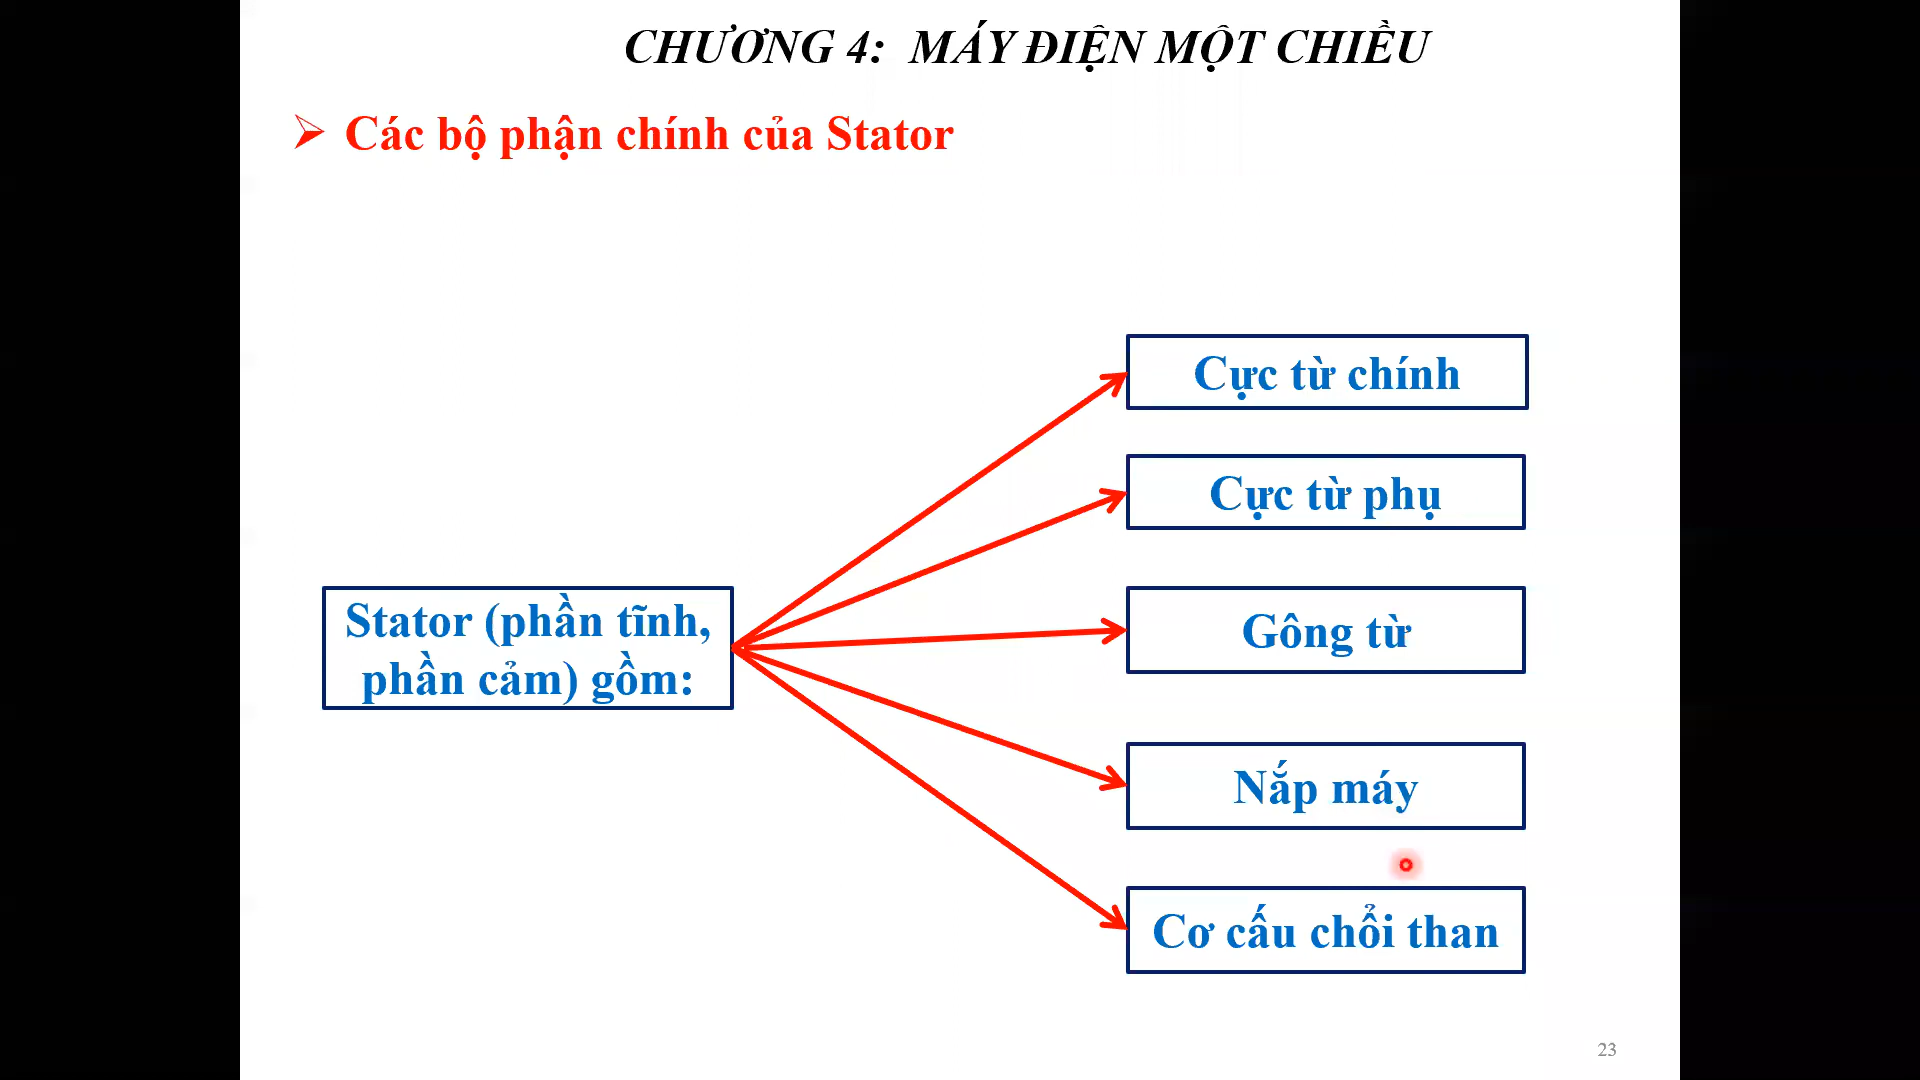 CHƯƠNG 4: MÁY ĐIỆN MỘT CHIỀU
Các bộ phận chính của Stator
Cực từ chính
Cực từ phụ
Stator (phần tĩnh,
phần cảm) gồm:
Gông từ
Nắp máy
Cơ cấu chổi than
23